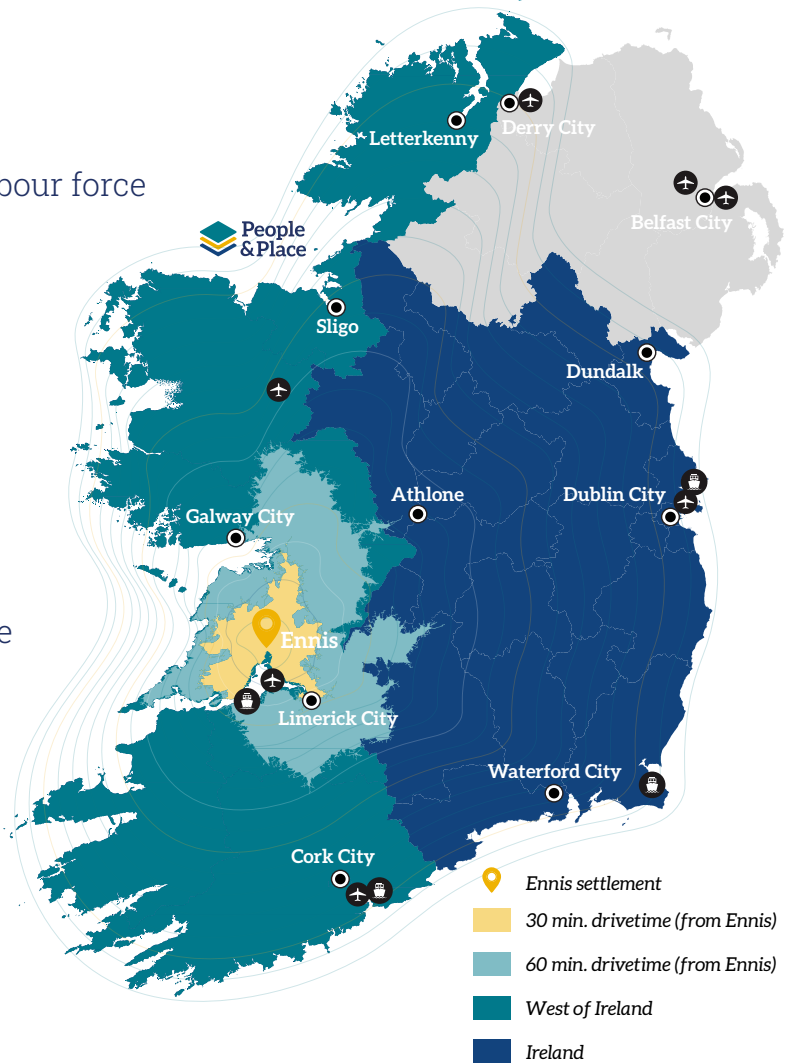 Letterkenny
Derry City
Belfast City
bour force
People
& Place
Sligo
Dundalk
Athlone
Dublin City
Galway City
e
Ennis
Limerick City
Waterford City
Cork City
Ennis settlement
30 min. drivetime (from Ennis)
60 min. drivetime (from Ennis)
West of Ireland
Ireland